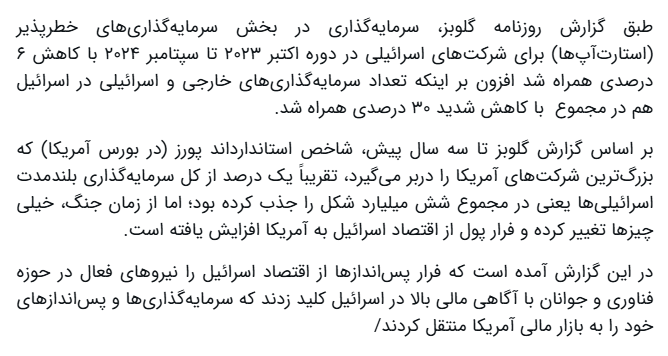 طبق گزارش روزنامه گلوبز، سرمایه‌گذاری در بخش سرمایه‌گذاری‌های خطرپذیر
(استارت‌آپ‌ها) برای شرکت‌های اسرائیلی در دوره اکتبر ۲۰۲۳ تا سپتامبر ۲۰۲۴ با کاهش ۶
درصدی همراه شد افزون بر اینکه تعداد سرمایه‌گذاری‌های خارجی و اسرائیلی در اسرائیل
هم در مجموع با کاهش شدید ۳۰ درصدی همراه شد.
بر اساس گزارش گلوبز تا سه سال پیش، شاخص استاندارداند پورز (در بورس آمریکا) که
بزرگ‌ترین شرکت‌های آمریکا را دربر می‌گیرد، تقریباً یک درصد از کل سرمایه‌گذاری بلندمدت
اسرائیلی‌ها یعنی در مجموع شش میلیارد شکل را جذب کرده بود؛ اما از زمان جنگ، خیلی
چیزها تغییر کرده و فرار پول از اقتصاد اسرائیل به آمریکا افزایش یافته است.
در این گزارش آمده است که فرار پس‌اندازها از اقتصاد اسرائیل را نیروهای فعال در حوزه
فناوری و جوانان با آگاهی مالی بالا در اسرائیل کلید زدند که سرمایه‌گذاری‌ها و پس‌اندازهای
خود را به بازار مالی آمریکا منتقل کردند/